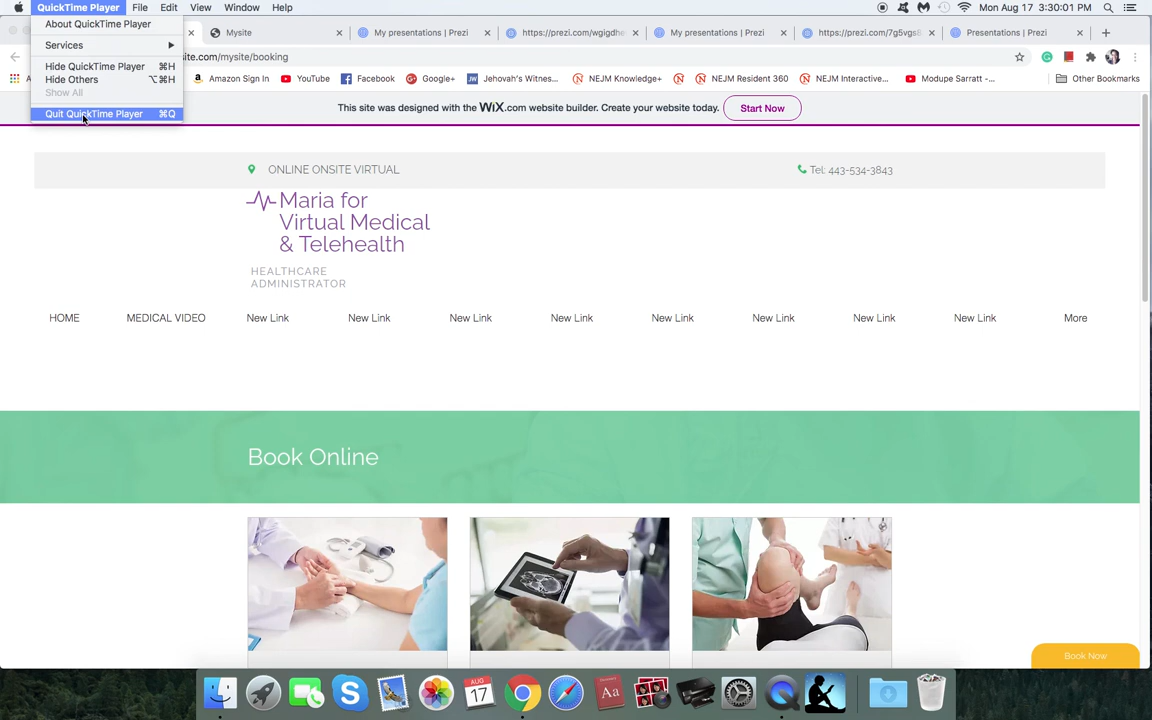 QuickTime Player File Edit View Window Help Mon Aug 17 3:30:01 PM
About QuickTime Player
Services
Hide QuickTime Player ⌘H
Hide Others ⌥⌘H
Show All
Quit QuickTime Player ⌘Q
Mysite My presentations | Prezi https://prezi.com/wgigdhe My presentations | Prezi https://prezi.com/7g5vgs8 Presentations | Prezi
site.com/mysite/booking
Amazon Sign In YouTube Facebook Google+ Jehovah's Witnes... NEJM Knowledge+ NEJM Resident 360 NEJM Interactive... Modupe Sarratt -... Other Bookmarks
This site was designed with the WiX.com website builder. Create your website today. Start Now
ONLINE ONSITE VIRTUAL Tel: 443-534-3843
Maria for
Virtual Medical
& Telehealth
HEALTHCARE
ADMINISTRATOR
HOME MEDICAL VIDEO New Link New Link New Link New Link New Link New Link New Link New Link More
Book Online
Book Now
AUG
17
Aa